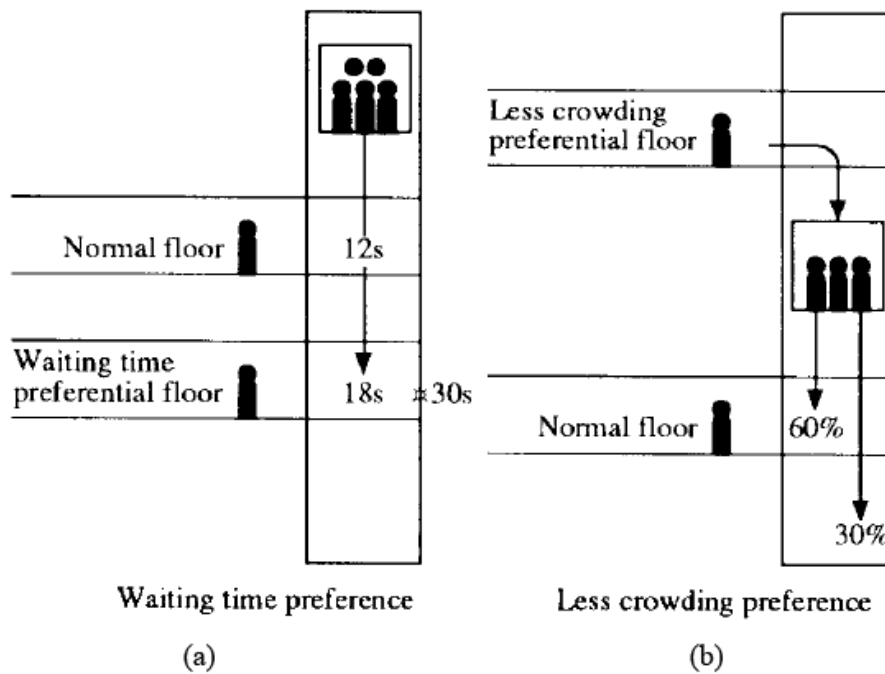 Normal floor
12s
Waiting time
preferential floor
18s
¤30s
Waiting time preference
(a)
Less crowding
preferential floor
Normal floor
60%
30%
Less crowding preference
(b)